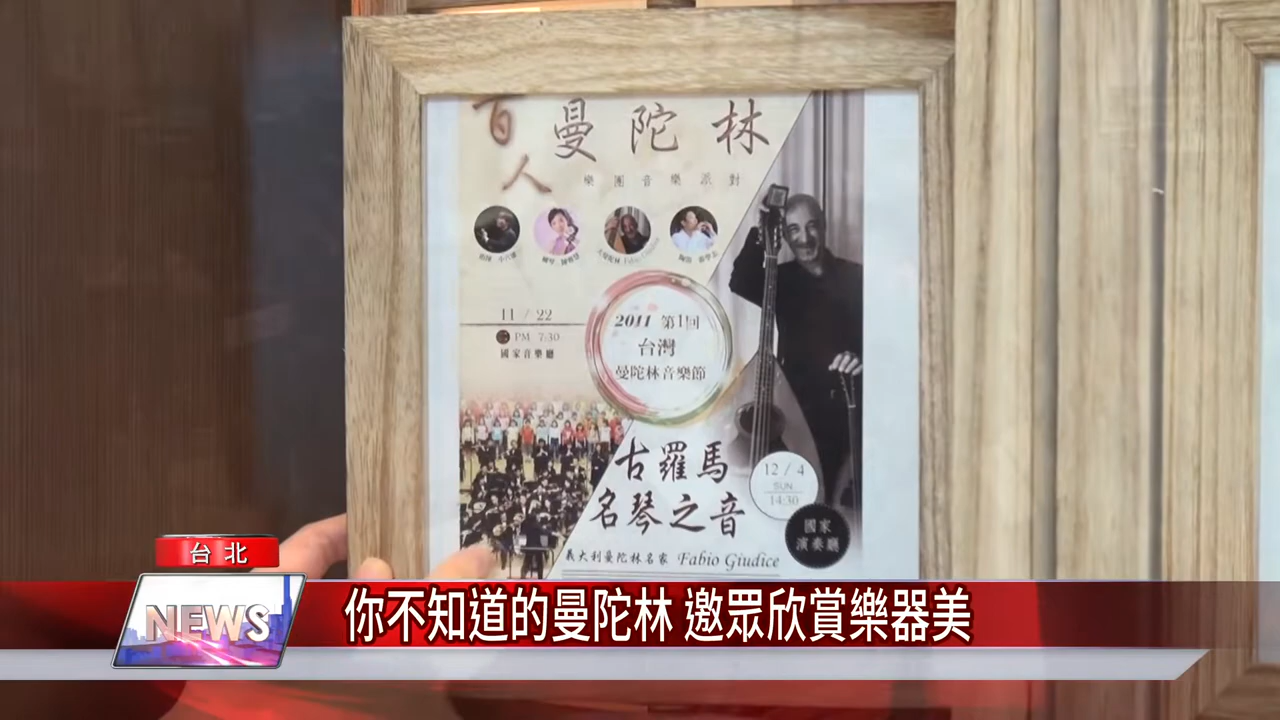 百人
曼陀林
樂團音樂派對
11 / 22
PM 7:30
國家音樂廳
2011 第1回
台灣
曼陀林音樂節
古羅馬
名琴之音
12 / 4
SUN
14:30
國家
演奏廳
義大利曼陀林名家 Fabio Giudice
台北
NEWS
你不知道的曼陀林 邀眾欣賞樂器美